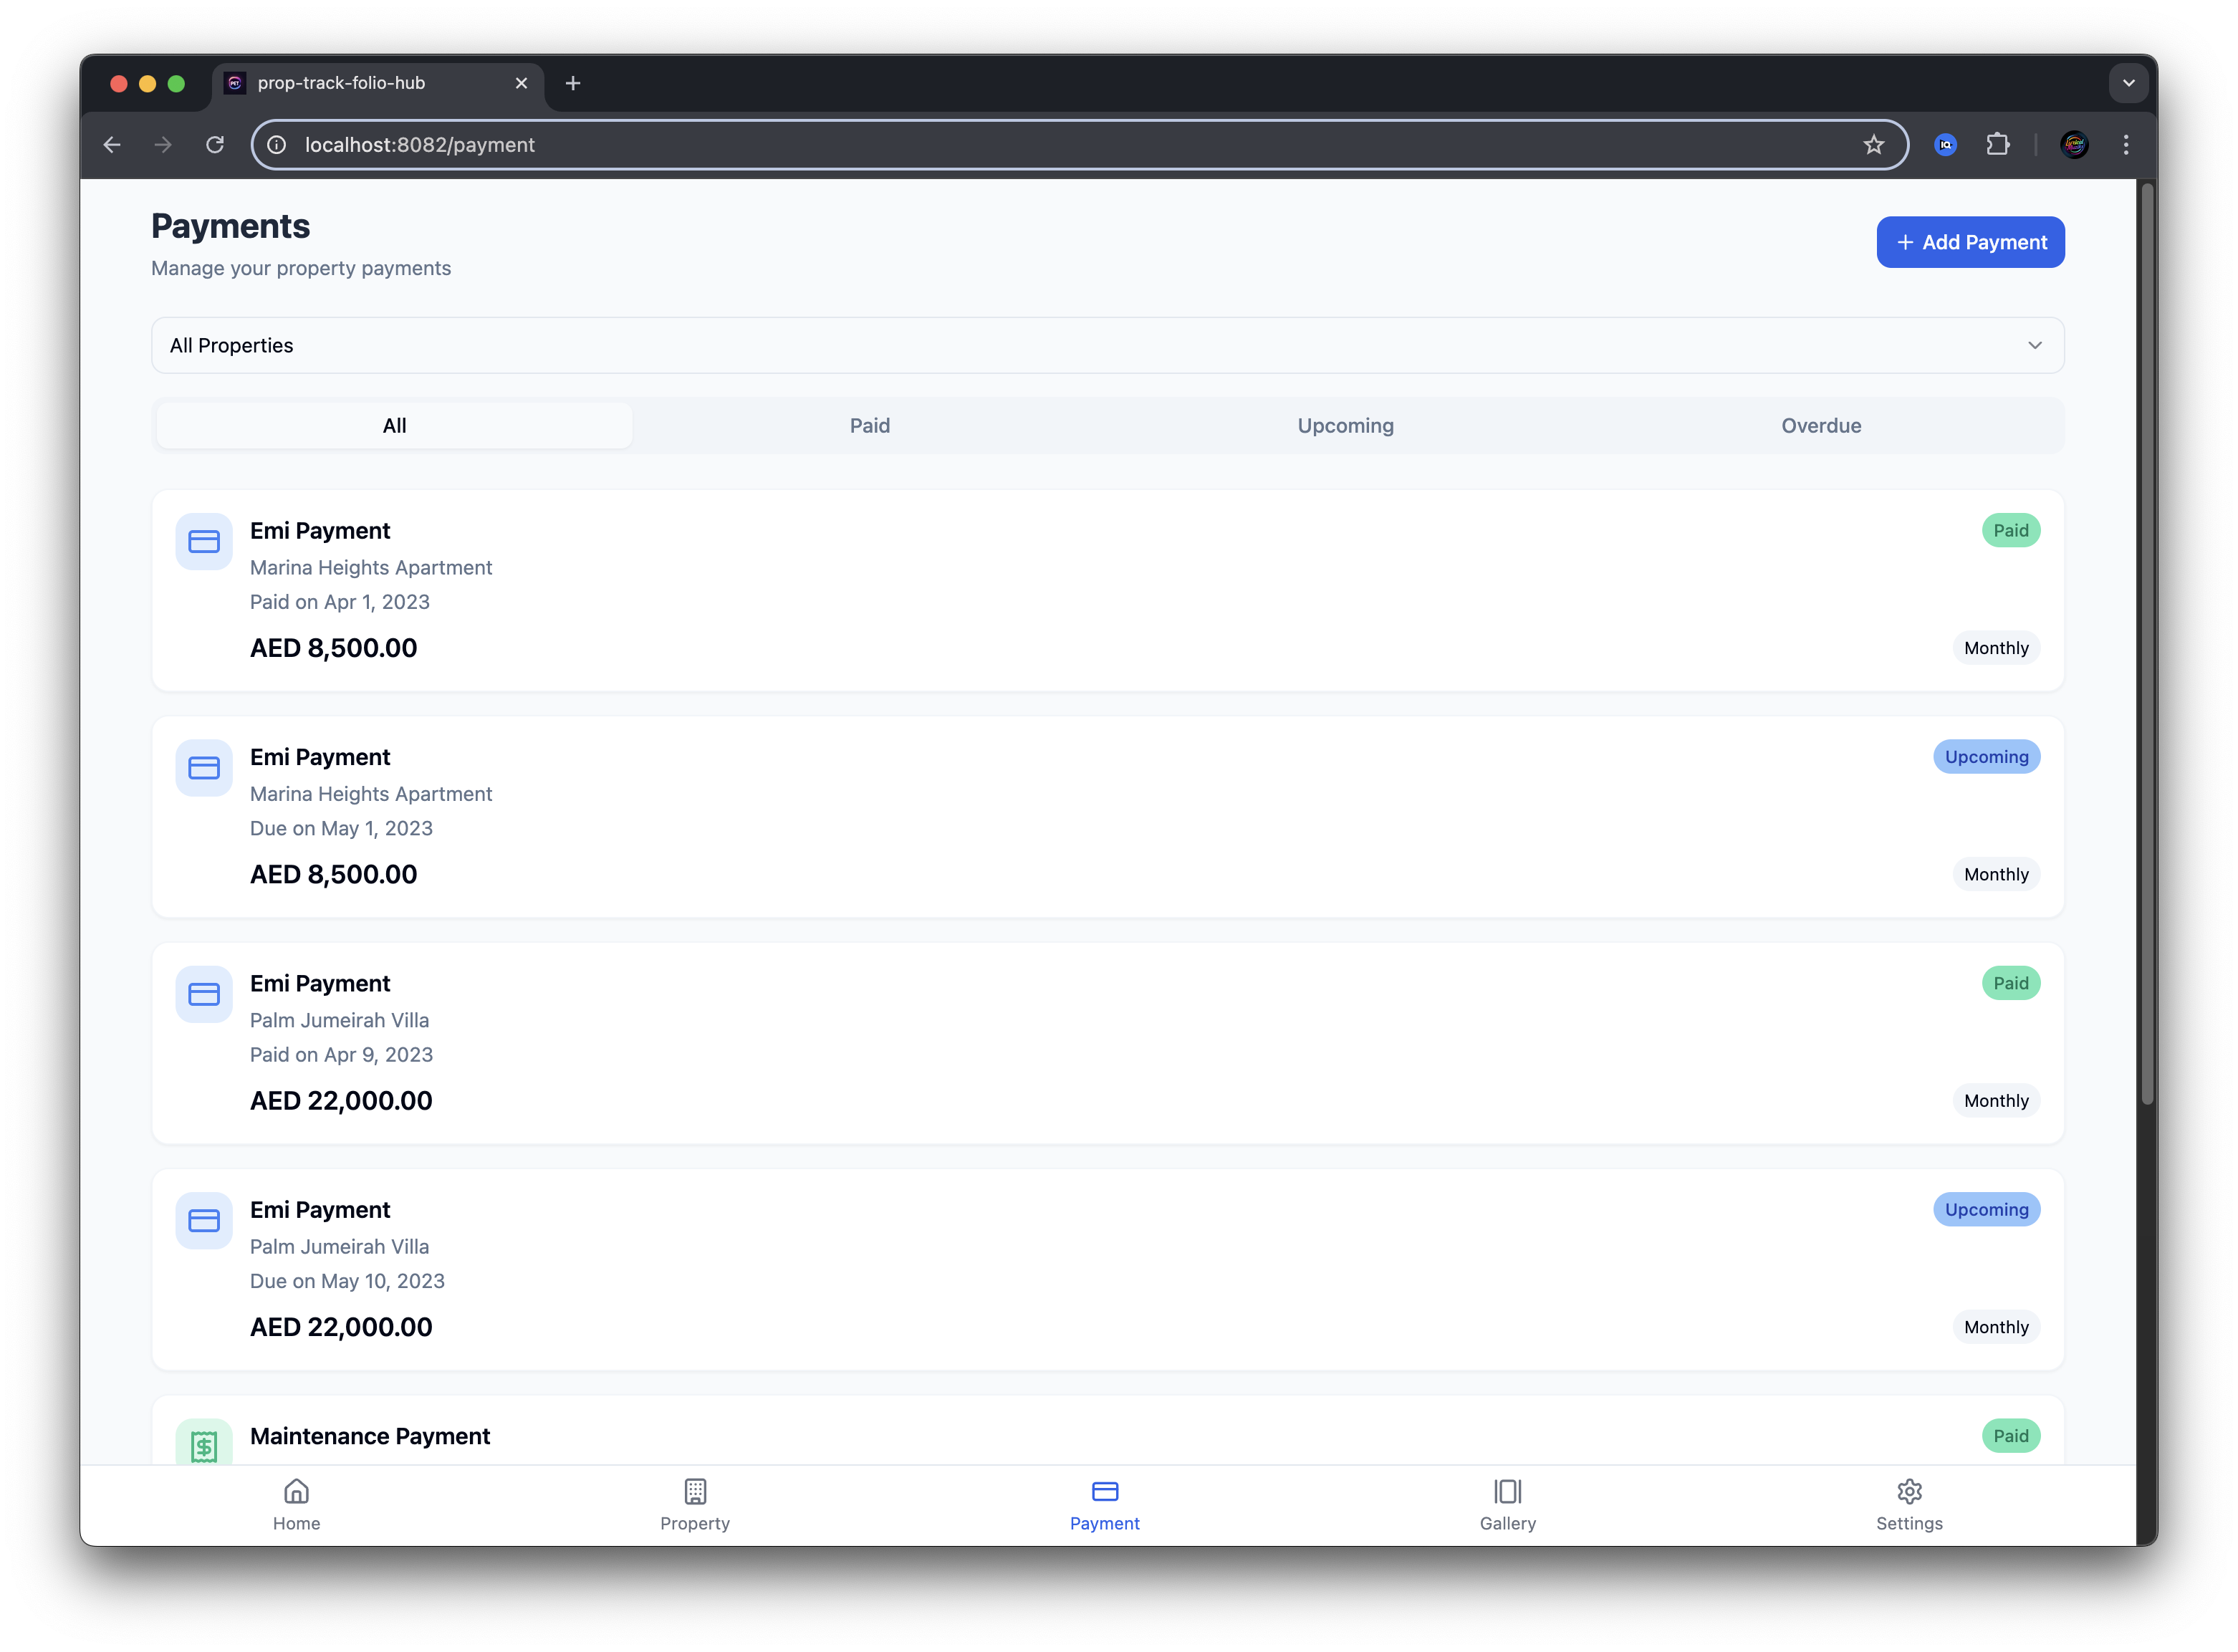 prop-track-folio-hub
localhost:8082/payment
Payments
Manage your property payments
+ Add Payment
All Properties
All Paid Upcoming Overdue
Emi Payment Paid
Marina Heights Apartment
Paid on Apr 1, 2023
AED 8,500.00 Monthly
Emi Payment Upcoming
Marina Heights Apartment
Due on May 1, 2023
AED 8,500.00 Monthly
Emi Payment Paid
Palm Jumeirah Villa
Paid on Apr 9, 2023
AED 22,000.00 Monthly
Emi Payment Upcoming
Palm Jumeirah Villa
Due on May 10, 2023
AED 22,000.00 Monthly
Maintenance Payment Paid
Home Property Payment Gallery Settings